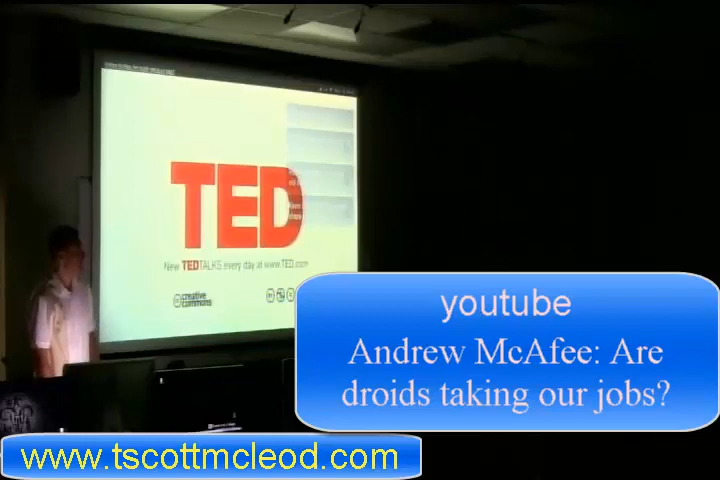 TED
New TEDTALKS every day at www.TED.com
creative
commons
youtube
Andrew McAfee: Are
droids taking our jobs?
www.tscottmcleod.com